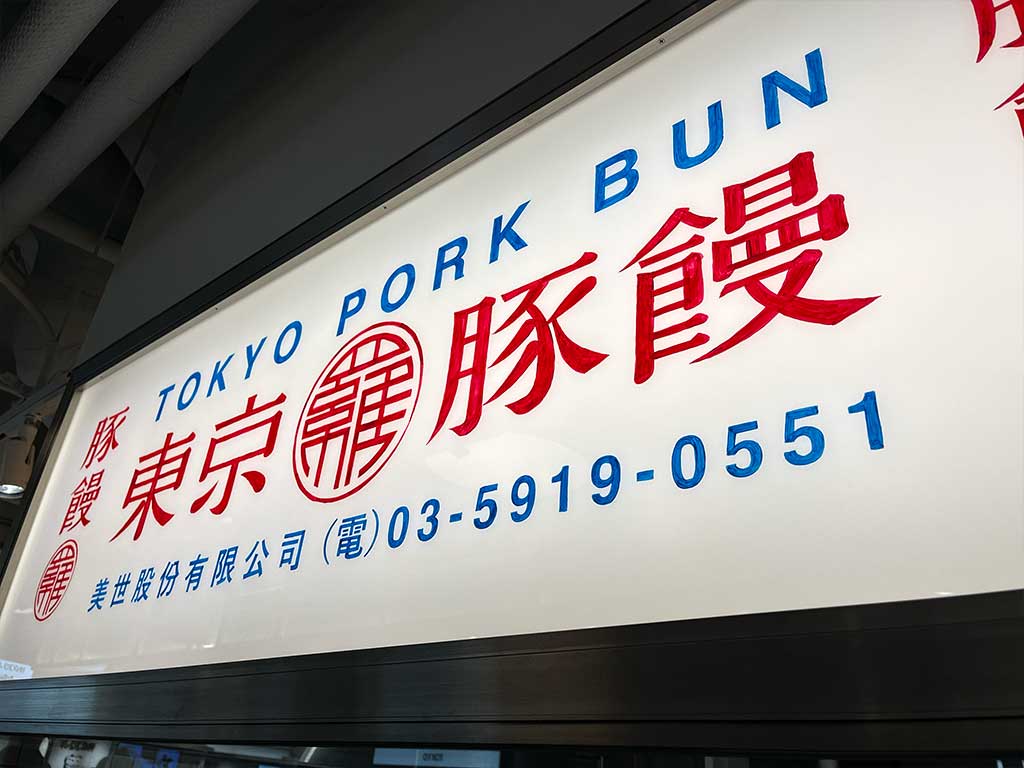 TOKYO PORK BUN
豚饅
東京 羅 豚饅
美世股份有限公司(電)03-5919-0551